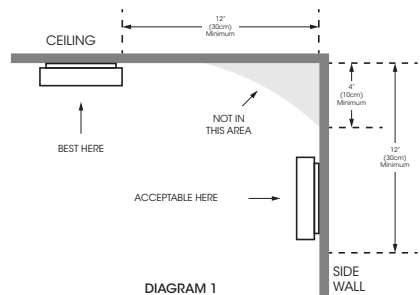 12"
(30cm)
Minimum
CEILING
4"
(10cm)
Minimum
NOT IN
THIS AREA
12"
(30cm)
Minimum
BEST HERE
ACCEPTABLE HERE
SIDE
WALL
DIAGRAM 1